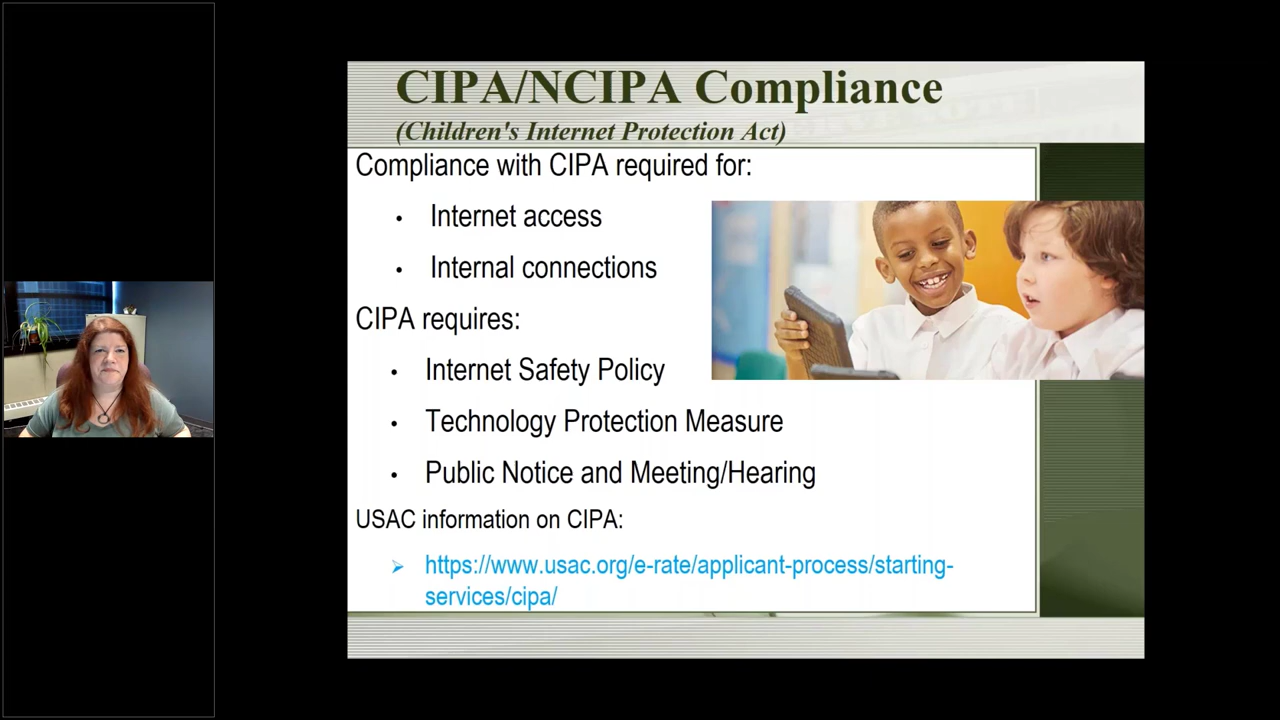 CIPA/NCIPA Compliance
(Children's Internet Protection Act)
Compliance with CIPA required for:
• Internet access
• Internal connections
CIPA requires:
• Internet Safety Policy
• Technology Protection Measure
• Public Notice and Meeting/Hearing
USAC information on CIPA:
➢ https://www.usac.org/e-rate/applicant-process/starting-
services/cipa/